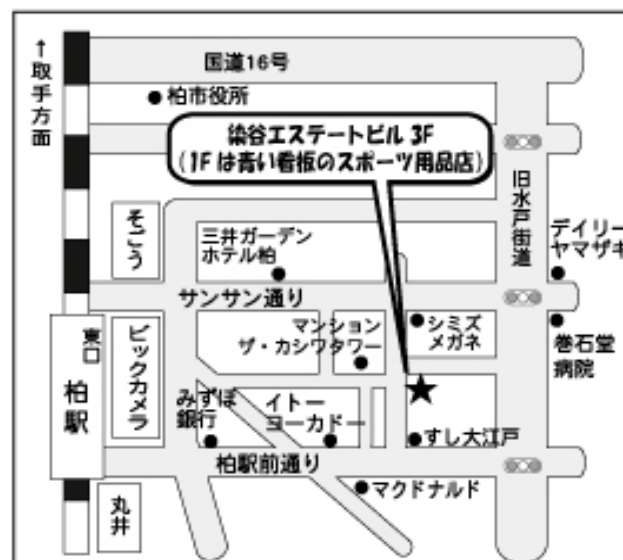 ↑取手方面
国道16号
柏市役所
染谷エステートビル 3F
(1Fは青い看板のスポーツ用品店)
旧水戸街道
そごう
三井ガーデン
ホテル柏
デイリー
ヤマザキ
サンサン通り
東口
柏駅
ビックカメラ
マンション
ザ・カシワタワー
シミズ
メガネ
巻石堂
病院
みずほ
銀行
イトー
ヨーカドー
すし大江戸
柏駅前通り
丸井
マクドナルド